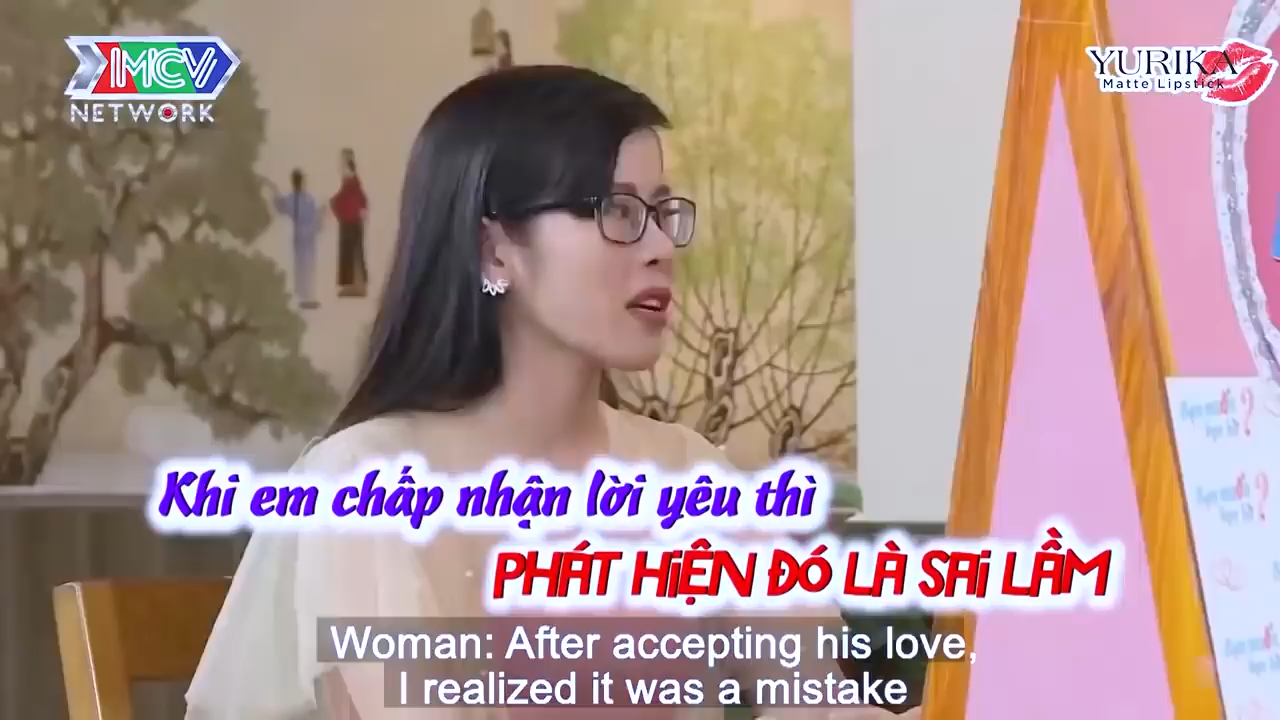 MCV
NETWORK
YURIKA
Matte Lipstick
Khi em chấp nhận lời yêu thì
PHÁT HIỆN ĐÓ LÀ SAI LẦM
Woman: After accepting his love,
I realized it was a mistake